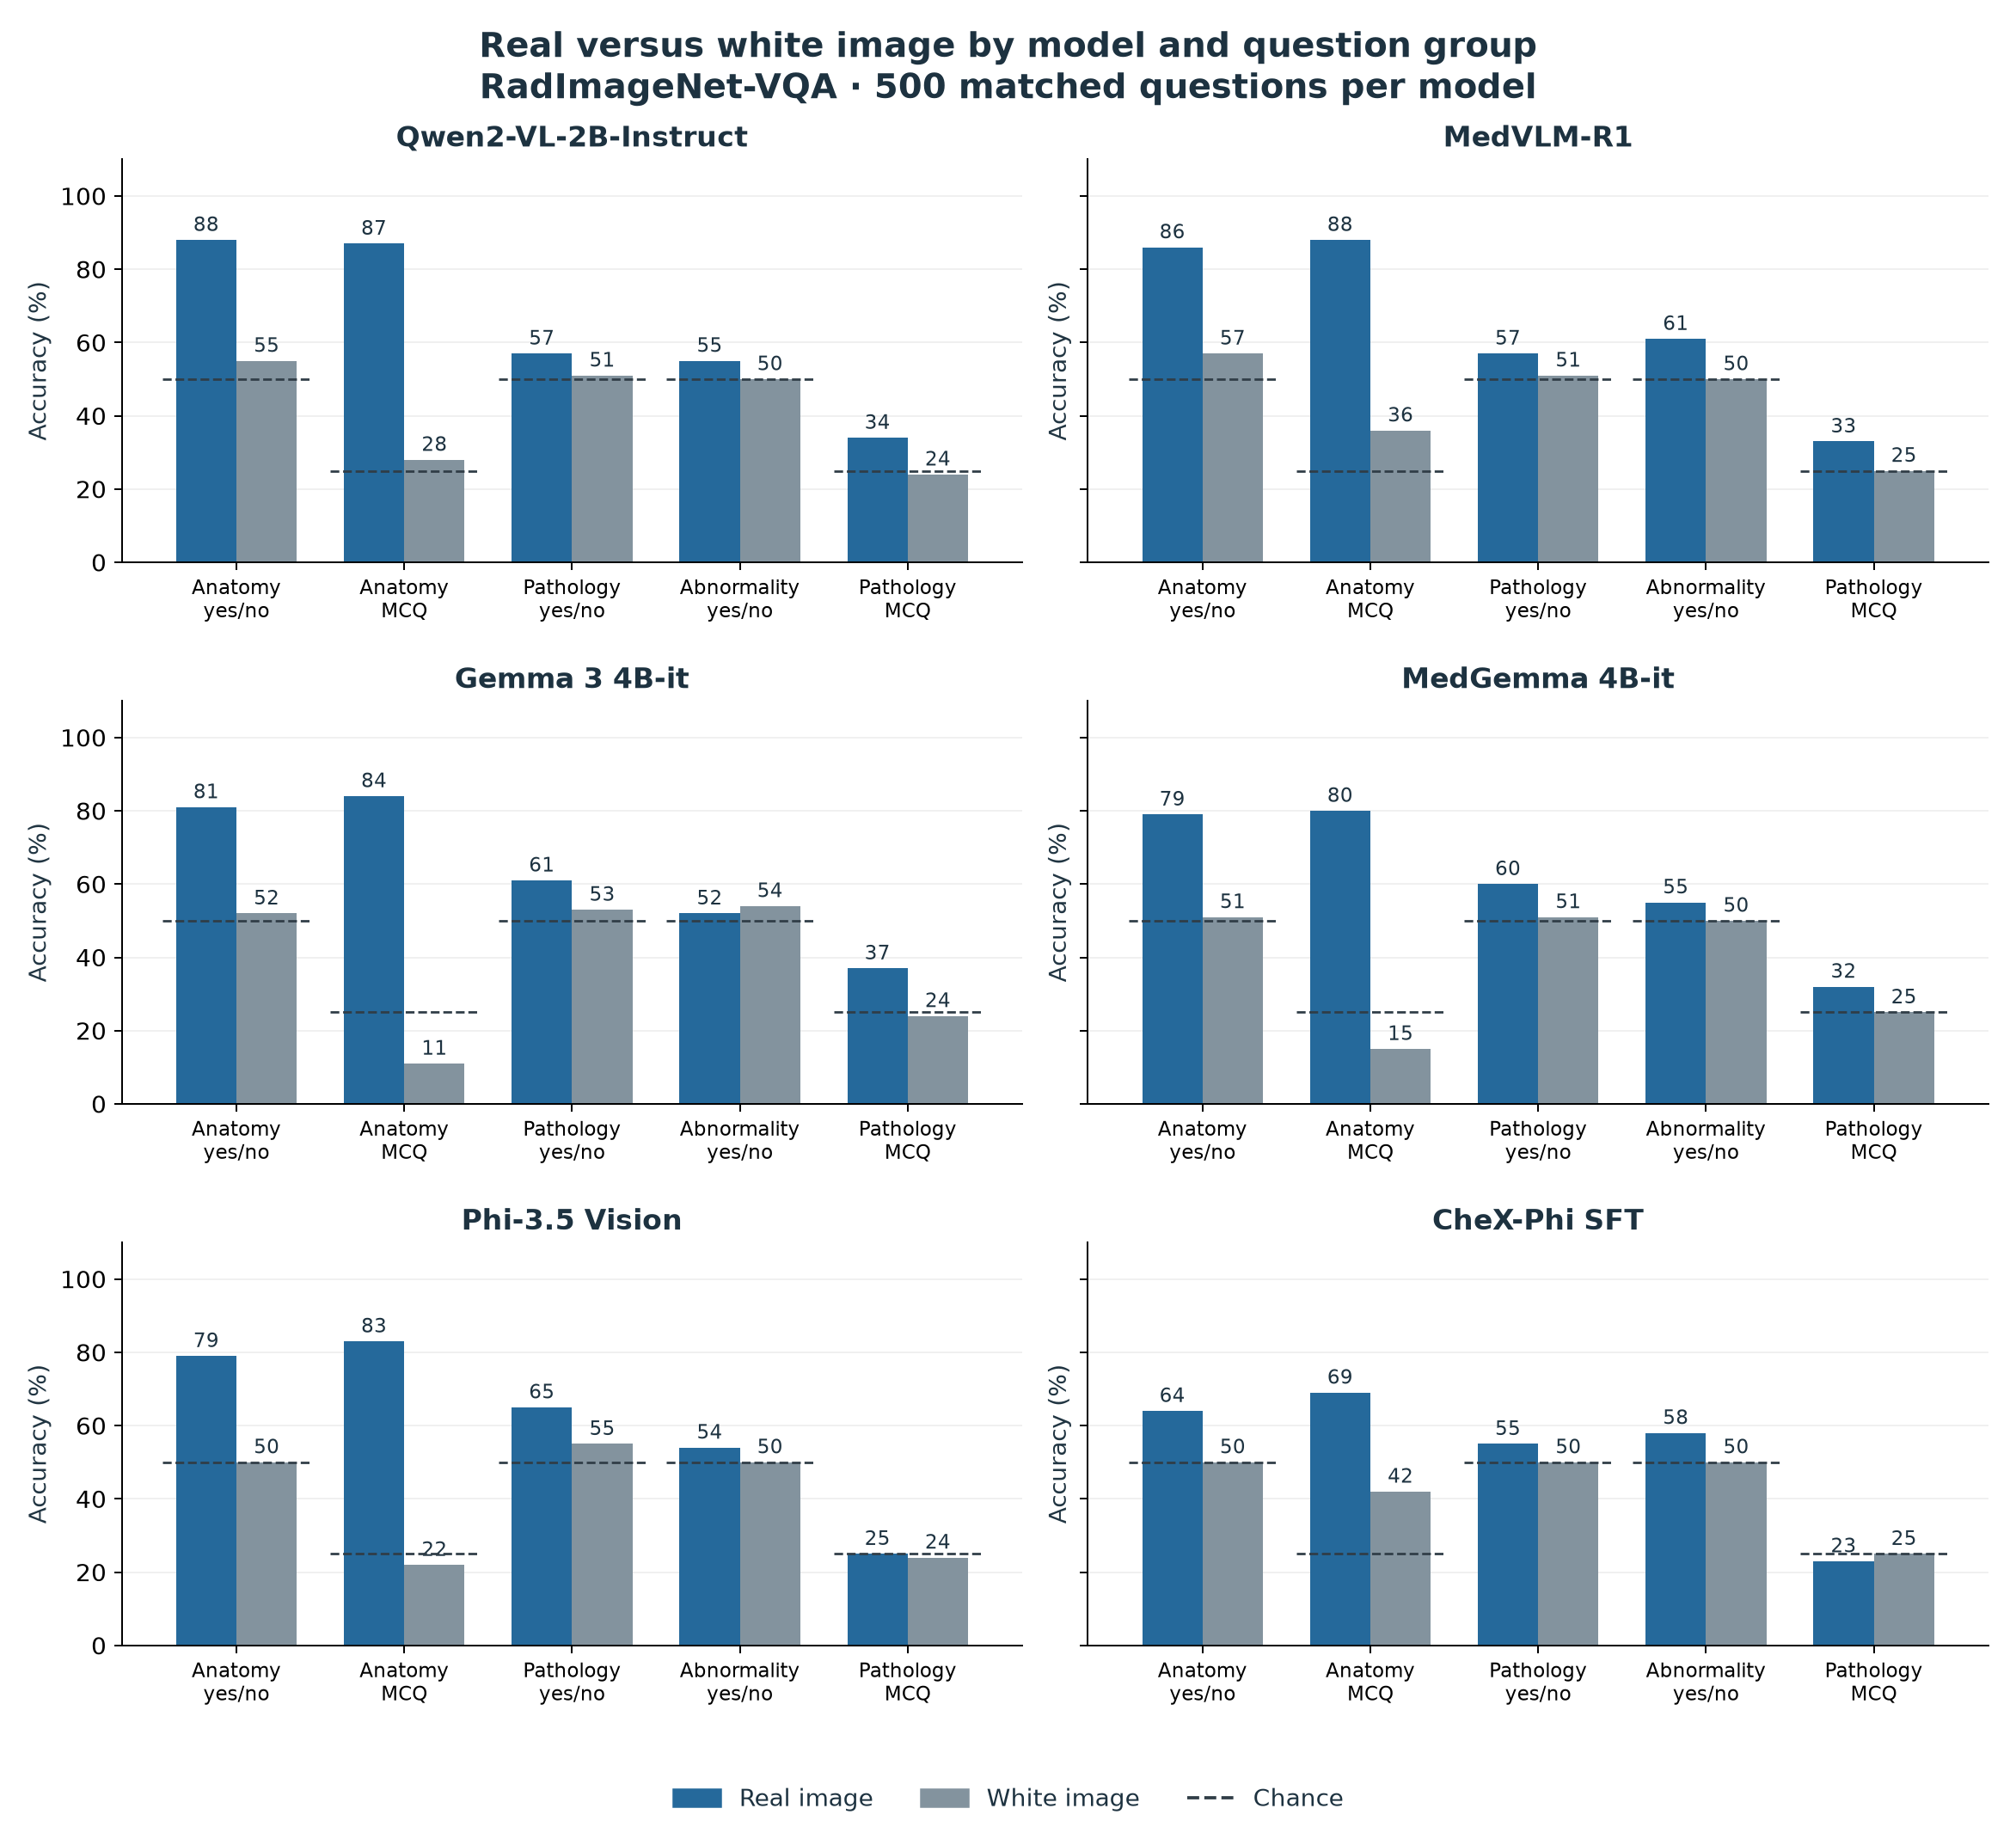 Real versus white image by model and question group
RadImageNet-VQA · 500 matched questions per model
Qwen2-VL-2B-Instruct
Accuracy (%)
100
80
60
40
20
0
88
55
87
28
57
51
55
50
34
24
Anatomy yes/no
Anatomy MCQ
Pathology yes/no
Abnormality yes/no
Pathology MCQ
MedVLM-R1
Accuracy (%)
86
57
88
36
57
51
61
50
33
25
Anatomy yes/no
Anatomy MCQ
Pathology yes/no
Abnormality yes/no
Pathology MCQ
Gemma 3 4B-it
Accuracy (%)
100
80
60
40
20
0
81
52
84
11
61
53
52
54
37
24
Anatomy yes/no
Anatomy MCQ
Pathology yes/no
Abnormality yes/no
Pathology MCQ
MedGemma 4B-it
Accuracy (%)
79
51
80
15
60
51
55
50
32
25
Anatomy yes/no
Anatomy MCQ
Pathology yes/no
Abnormality yes/no
Pathology MCQ
Phi-3.5 Vision
Accuracy (%)
100
80
60
40
20
0
79
50
83
22
65
55
54
50
25
24
Anatomy yes/no
Anatomy MCQ
Pathology yes/no
Abnormality yes/no
Pathology MCQ
CheX-Phi SFT
Accuracy (%)
64
50
69
42
55
50
58
50
23
25
Anatomy yes/no
Anatomy MCQ
Pathology yes/no
Abnormality yes/no
Pathology MCQ
Real image
White image
Chance